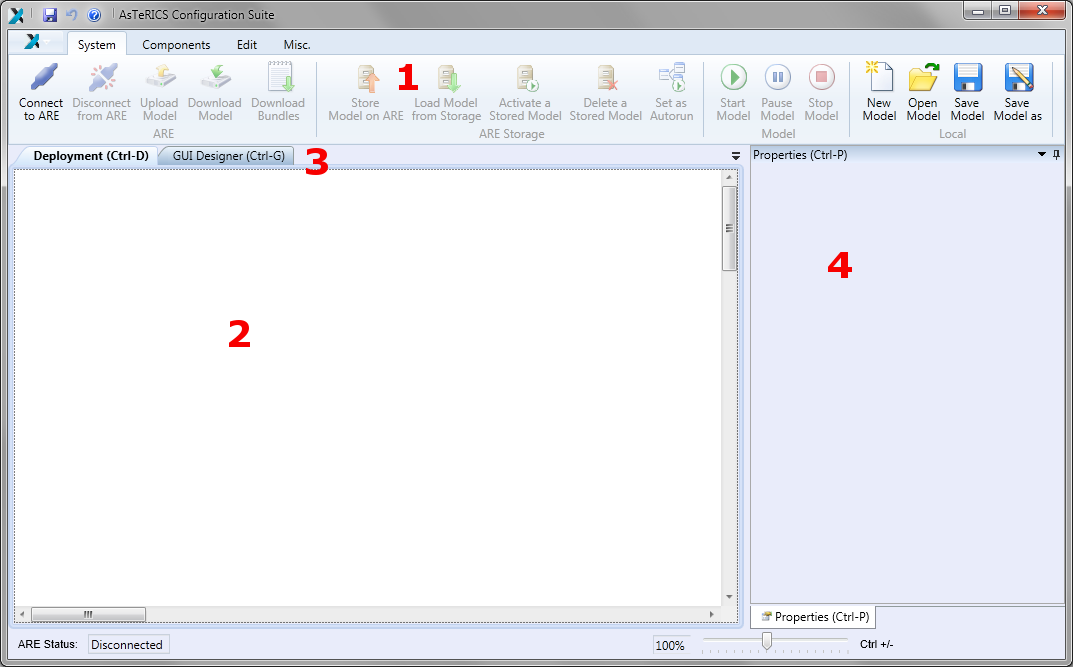 AsTeRICS Configuration Suite
System Components Edit Misc.
1
Connect to ARE
Disconnect from ARE
Upload Model
Download Model
Download Bundles
ARE
Store Model on ARE
Load Model from Storage
Activate a Stored Model
Delete a Stored Model
Set as Autorun
ARE Storage
Start Model
Pause Model
Stop Model
Model
New Model
Open Model
Save Model
Save Model as
Local
Deployment (Ctrl-D) GUI Designer (Ctrl-G) 3
Properties (Ctrl-P)
2
4
Properties (Ctrl-P)
ARE Status: Disconnected 100% Ctrl +/-